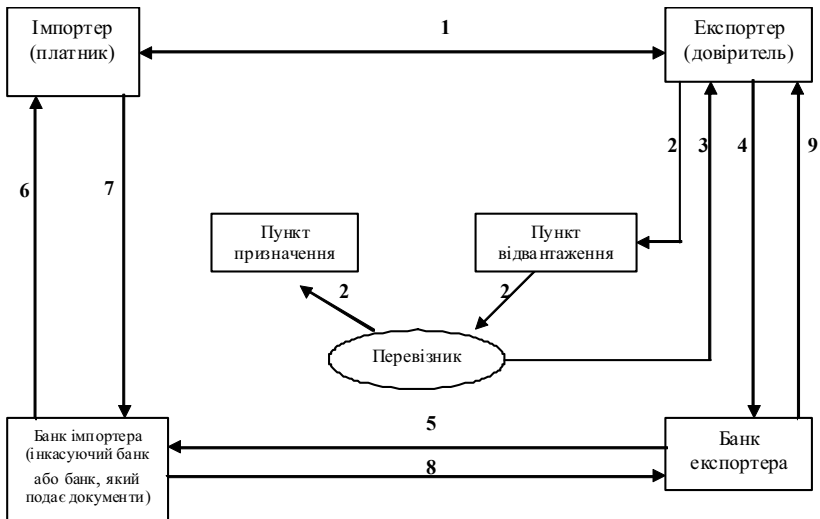 Імпортер
(платник)
1
Експортер
(довіритель)
2
3
4
9
6
7
Пункт
призначення
Пункт
відвантаження
2
2
Перевізник
Банк імпортера
(інкасуючий банк
або банк, який
подає документи)
5
8
Банк
експортера